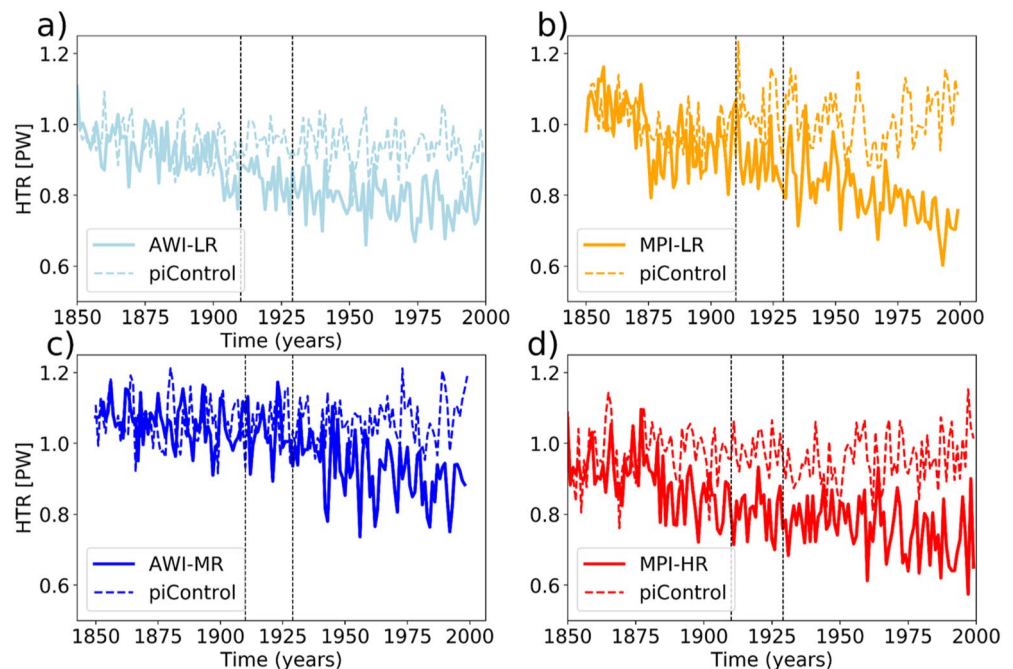 a)
HTR [PW]
1.2
1.0
0.8
0.6
AWI-LR
piControl
1850 1875 1900 1925 1950 1975 2000
Time (years)
b)
1.2
1.0
0.8
0.6
MPI-LR
piControl
1850 1875 1900 1925 1950 1975 2000
c)
HTR [PW]
1.2
1.0
0.8
0.6
AWI-MR
piControl
1850 1875 1900 1925 1950 1975 2000
Time (years)
d)
1.2
1.0
0.8
0.6
MPI-HR
piControl
1850 1875 1900 1925 1950 1975 2000
Time (years)